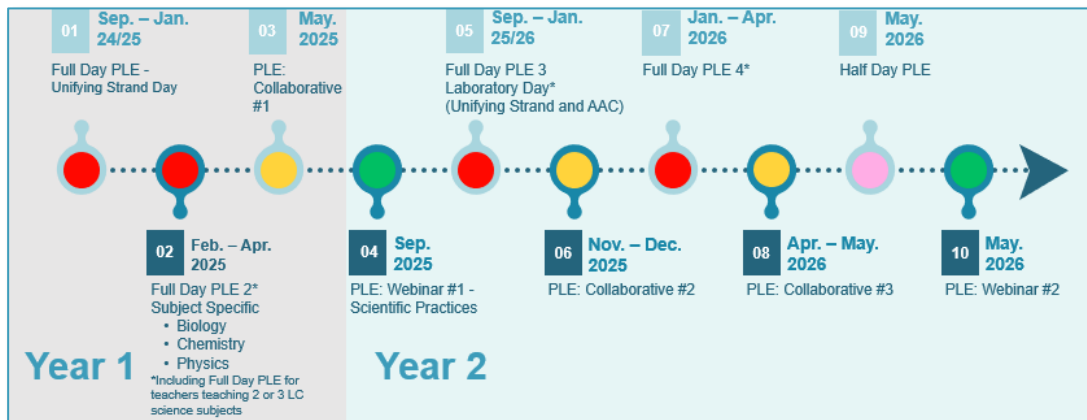 01
Sep. – Jan.
24/25
Full Day PLE -
Unifying Strand Day
03
May.
2025
PLE:
Collaborative
#1
05
Sep. – Jan.
25/26
Full Day PLE 3
Laboratory Day*
(Unifying Strand and AAC)
07
Jan. – Apr.
2026
Full Day PLE 4*
09
May.
2026
Half Day PLE
02
Feb. – Apr.
2025
Full Day PLE 2*
Subject Specific
• Biology
• Chemistry
• Physics
*Including Full Day PLE for
teachers teaching 2 or 3 LC
science subjects
04
Sep.
2025
PLE: Webinar #1 -
Scientific Practices
06
Nov. – Dec.
2025
PLE: Collaborative #2
08
Apr. – May.
2026
PLE: Collaborative #3
10
May.
2026
PLE: Webinar #2
Year 1
Year 2